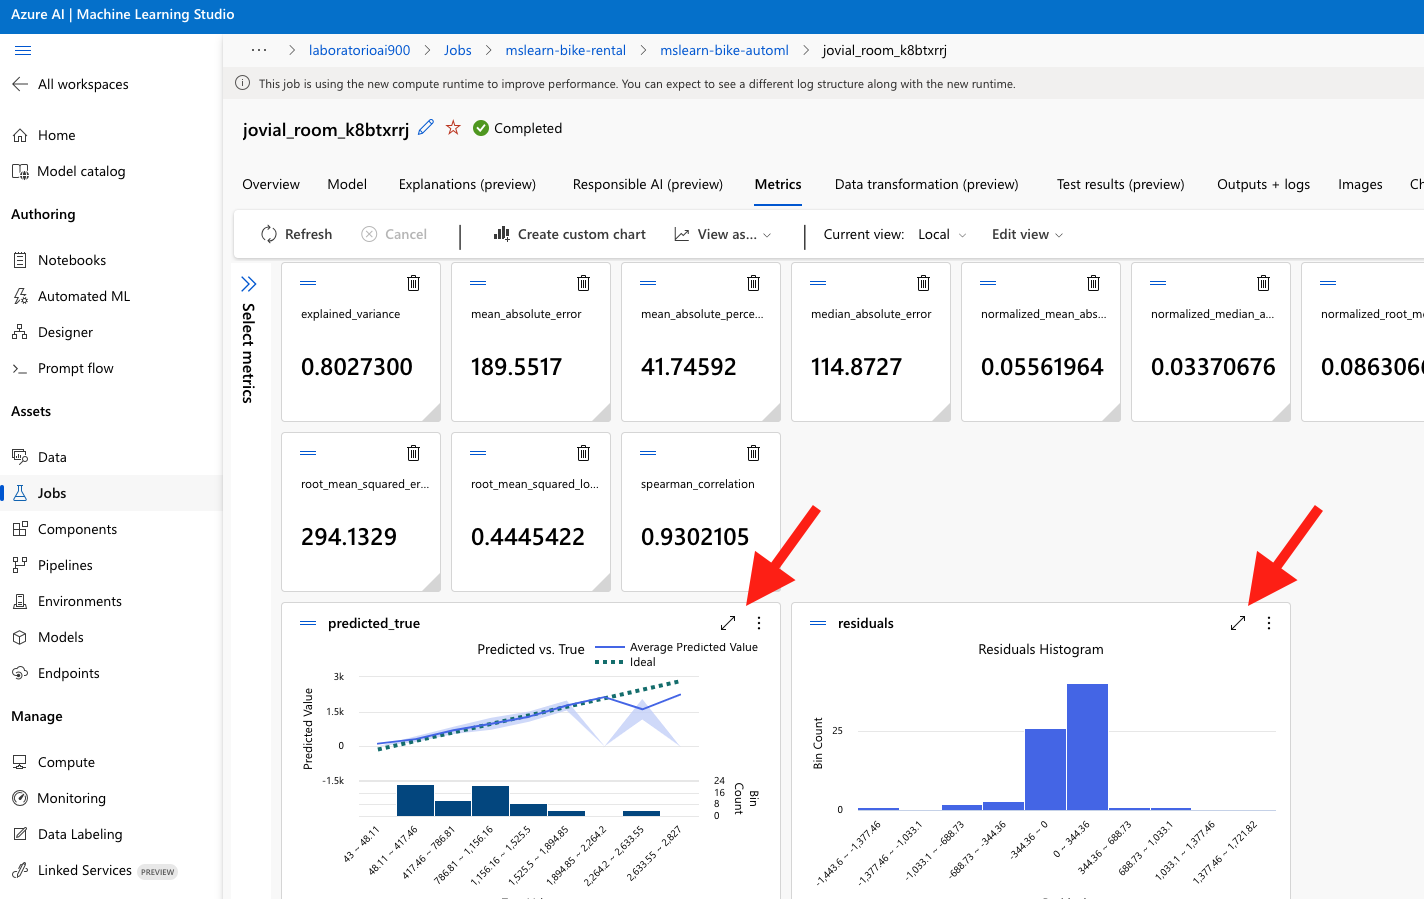 Azure AI | Machine Learning Studio
All workspaces
Home
Model catalog
Authoring
Notebooks
Automated ML
Designer
Prompt flow
Assets
Data
Jobs
Components
Pipelines
Environments
Models
Endpoints
Manage
Compute
Monitoring
Data Labeling
Linked Services PREVIEW
··· > laboratorioai900 > Jobs > mslearn-bike-rental > mslearn-bike-automl > jovial_room_k8btxrrj
This job is using the new compute runtime to improve performance. You can expect to see a different log structure along with the new runtime.
jovial_room_k8btxrrj Completed
Overview Model Explanations (preview) Responsible AI (preview) Metrics Data transformation (preview) Test results (preview) Outputs + logs Images Ch
Refresh Cancel | Create custom chart View as... | Current view: Local Edit view
Select metrics
explained_variance
0.8027300
mean_absolute_error
189.5517
mean_absolute_perce...
41.74592
median_absolute_error
114.8727
normalized_mean_abs...
0.05561964
normalized_median_a...
0.03370676
normalized_root_me
0.0863066
root_mean_squared_er...
294.1329
root_mean_squared_lo...
0.4445422
spearman_correlation
0.9302105
predicted_true
Predicted vs. True
Average Predicted Value
Ideal
Predicted Value
3k
1.5k
0
-1.5k
24
16
8
0
Bin Count
43 ~ 48.11
48.11 ~ 417.46
417.46 ~ 786.81
786.81 ~ 1,156.16
1,156.16 ~ 1,525.5
1,525.5 ~ 1,894.85
1,894.85 ~ 2,264.2
2,264.2 ~ 2,633.55
2,633.55 ~ 2,827
residuals
Residuals Histogram
Bin Count
25
0
-1,443.6 ~ -1,377.46
-1,377.46 ~ -1,033.1
-1,033.1 ~ -688.73
-688.73 ~ -344.36
-344.36 ~ 0
0 ~ 344.36
344.36 ~ 688.73
688.73 ~ 1,033.1
1,033.1 ~ 1,377.46
1,377.46 ~ 1,721.82